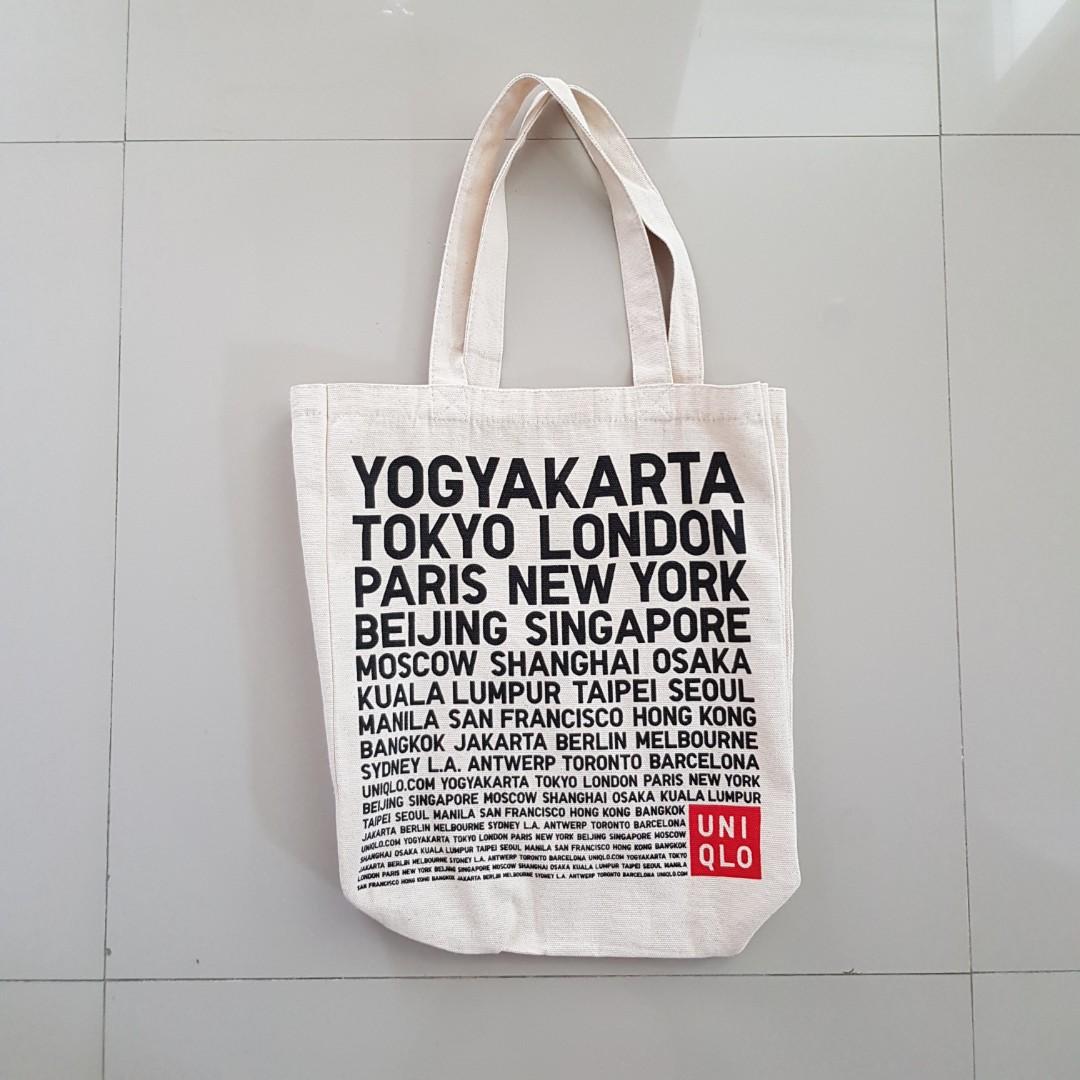 YOGYAKARTA
TOKYO LONDON
PARIS NEW YORK
BEIJING SINGAPORE
MOSCOW SHANGHAI OSAKA
KUALA LUMPUR TAIPEI SEOUL
MANILA SAN FRANCISCO HONG KONG
BANGKOK JAKARTA BERLIN MELBOURNE
SYDNEY L.A. ANTWERP TORONTO BARCELONA
UNIQLO.COM YOGYAKARTA TOKYO LONDON PARIS NEW YORK
BEIJING SINGAPORE MOSCOW SHANGHAI OSAKA KUALA LUMPUR
TAIPEI SEOUL MANILA SAN FRANCISCO HONG KONG BANGKOK
JAKARTA BERLIN MELBOURNE SYDNEY L.A. ANTWERP TORONTO BARCELONA
UNIQLO.COM YOGYAKARTA TOKYO LONDON PARIS NEW YORK BEIJING SINGAPORE MOSCOW
SHANGHAI OSAKA KUALA LUMPUR TAIPEI SEOUL MANILA SAN FRANCISCO HONG KONG BANGKOK
JAKARTA BERLIN MELBOURNE SYDNEY L.A. ANTWERP TORONTO BARCELONA UNIQLO.COM YOGYAKARTA TOKYO
LONDON PARIS NEW YORK BEIJING SINGAPORE MOSCOW SHANGHAI OSAKA KUALA LUMPUR TAIPEI SEOUL MANILA
SAN FRANCISCO HONG KONG BANGKOK JAKARTA BERLIN MELBOURNE SYDNEY L.A. ANTWERP TORONTO BARCELONA UNIQLO.COM
UNI
QLO